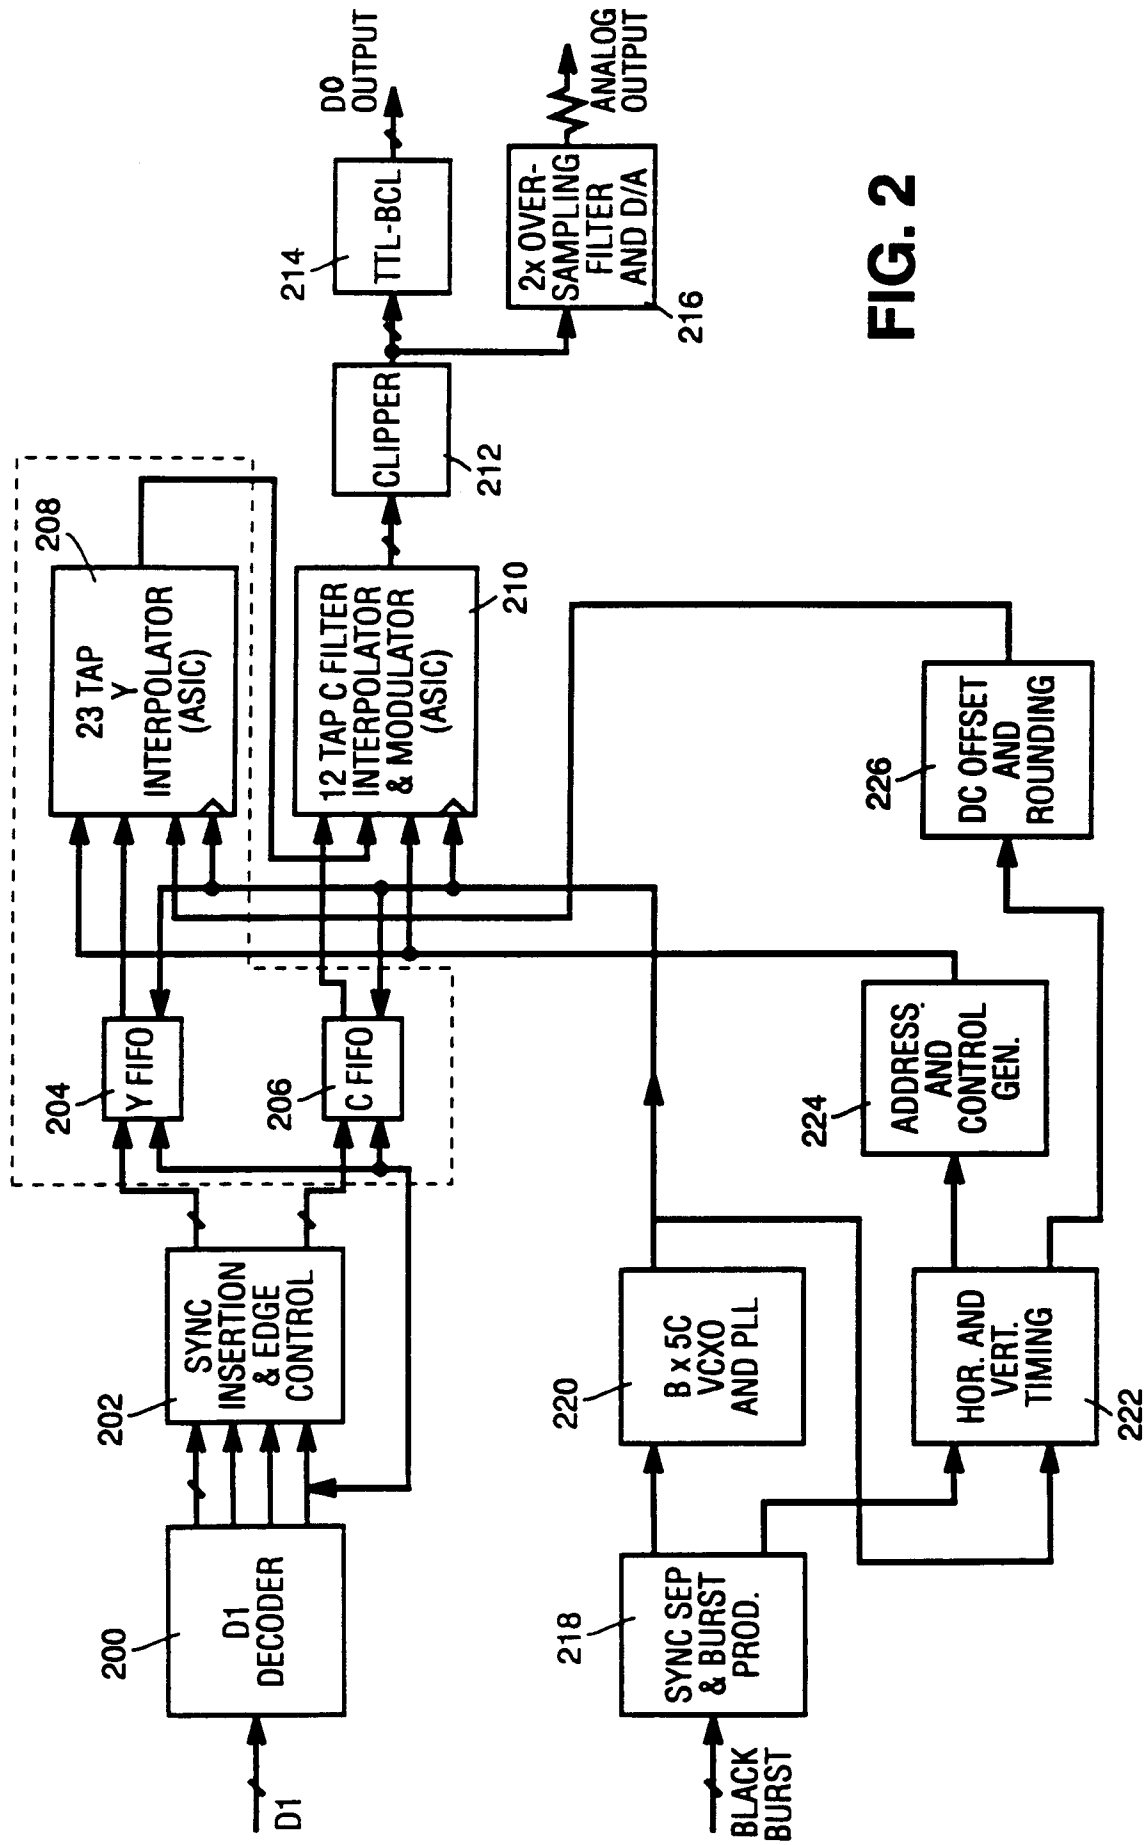 D1
200
D1
DECODER
202
SYNC
INSERTION
& EDGE
CONTROL
204
Y FIFO
206
C FIFO
208
23 TAP
Y
INTERPOLATOR
(ASIC)
12 TAP C FILTER
INTERPOLATOR
& MODULATOR
(ASIC)
210
CLIPPER
212
214
TTL-BCL
D0
OUTPUT
2x OVER-
SAMPLING
FILTER
AND D/A
216
ANALOG
OUTPUT
BLACK
BURST
218
SYNC SEP
& BURST
PROD.
220
B x 5C
VCXO
AND PLL
HOR. AND
VERT.
TIMING
222
224
ADDRESS.
AND
CONTROL
GEN.
226
DC OFFSET
AND
ROUNDING
FIG. 2